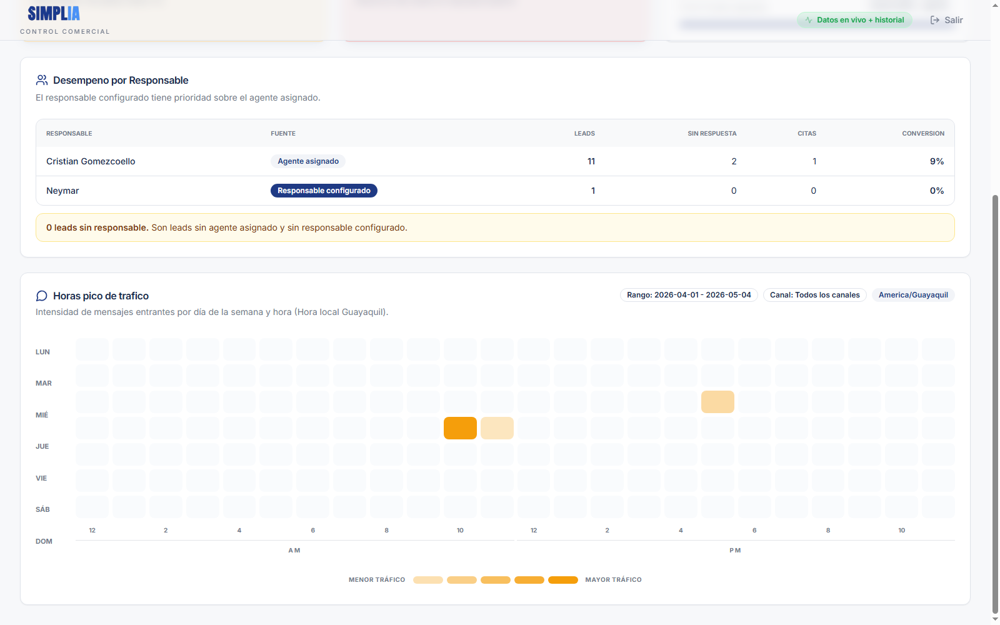 SIMPLIA
CONTROL COMERCIAL
Datos en vivo + historial
Salir
Desempeno por Responsable
El responsable configurado tiene prioridad sobre el agente asignado.
RESPONSABLE FUENTE LEADS SIN RESPUESTA CITAS CONVERSION
Cristian Gomezcoello Agente asignado 11 2 1 9%
Neymar Responsable configurado 1 0 0 0%
0 leads sin responsable. Son leads sin agente asignado y sin responsable configurado.
Horas pico de trafico
Rango: 2026-04-01 - 2026-05-04 Canal: Todos los canales America/Guayaquil
Intensidad de mensajes entrantes por día de la semana y hora (Hora local Guayaquil).
LUN
MAR
MIÉ
JUE
VIE
SÁB
DOM
12 2 4 6 8 10 12 2 4 6 8 10
AM PM
MENOR TRÁFICO MAYOR TRÁFICO